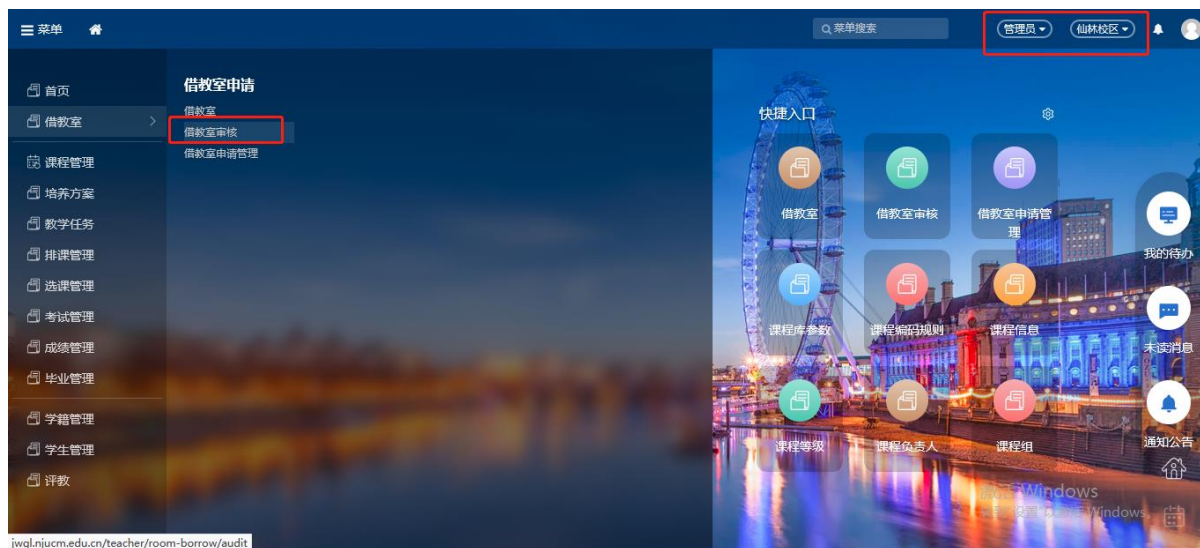 菜单
菜单搜索
管理员
仙林校区
首页
借教室
课程管理
培养方案
教学任务
排课管理
选课管理
考试管理
成绩管理
毕业管理
学籍管理
学生管理
评教
借教室申请
借教室
借教室审核
借教室申请管理
快捷入口
借教室
借教室审核
借教室申请管
理
课程库参数
课程编码规则
课程信息
课程等级
课程负责人
课程组
我的待办
未读消息
通知公告
Windows
Windows
jwgl.njucm.edu.cn/teacher/room-borrow/audit